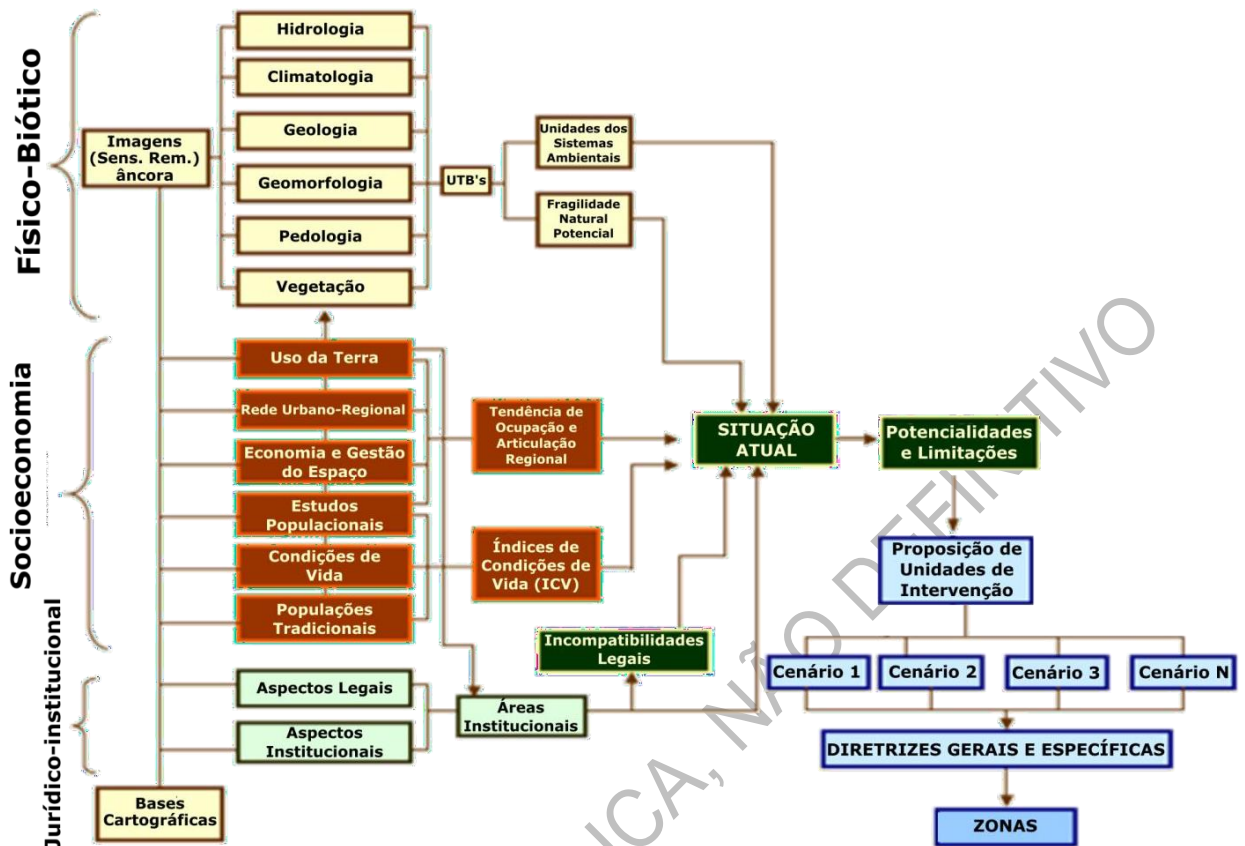 Físico-Biótico
Imagens
(Sens. Rem.)
âncora
Hidrologia
Climatologia
Geologia
Geomorfologia
Pedologia
Vegetação
UTB's
Unidades dos
Sistemas
Ambientais
Fragilidade
Natural
Potencial
Socioeconomia
Uso da Terra
Rede Urbano-Regional
Economia e Gestão
do Espaço
Estudos
Populacionais
Condições de
Vida
Populações
Tradicionais
Tendência de
Ocupação e
Articulação
Regional
Índices de
Condições de
Vida (ICV)
SITUAÇÃO
ATUAL
Potencialidades
e Limitações
Incompatibilidades
Legais
Jurídico-institucional
Aspectos Legais
Aspectos
Institucionais
Áreas
Institucionais
Bases
Cartográficas
Proposição de
Unidades de
Intervenção
Cenário 1
Cenário 2
Cenário 3
Cenário N
DIRETRIZES GERAIS E ESPECÍFICAS
ZONAS
ICA, NÃO DEFINITIVO